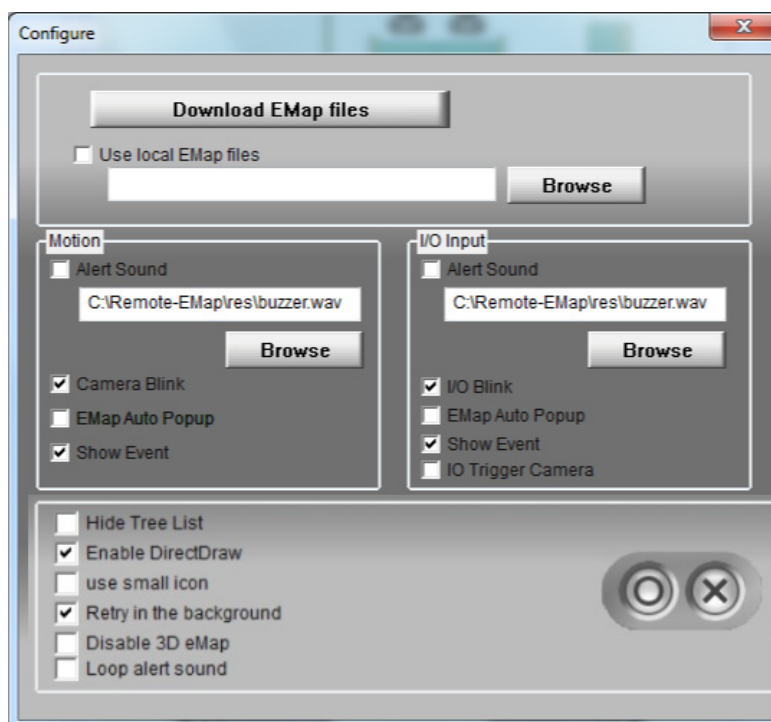 Configure
Download EMap files
Use local EMap files
Browse
Motion
Alert Sound
C:\Remote-EMap\res\buzzer.wav
Browse
Camera Blink
EMap Auto Popup
Show Event
I/O Input
Alert Sound
C:\Remote-EMap\res\buzzer.wav
Browse
I/O Blink
EMap Auto Popup
Show Event
IO Trigger Camera
Hide Tree List
Enable DirectDraw
use small icon
Retry in the background
Disable 3D eMap
Loop alert sound